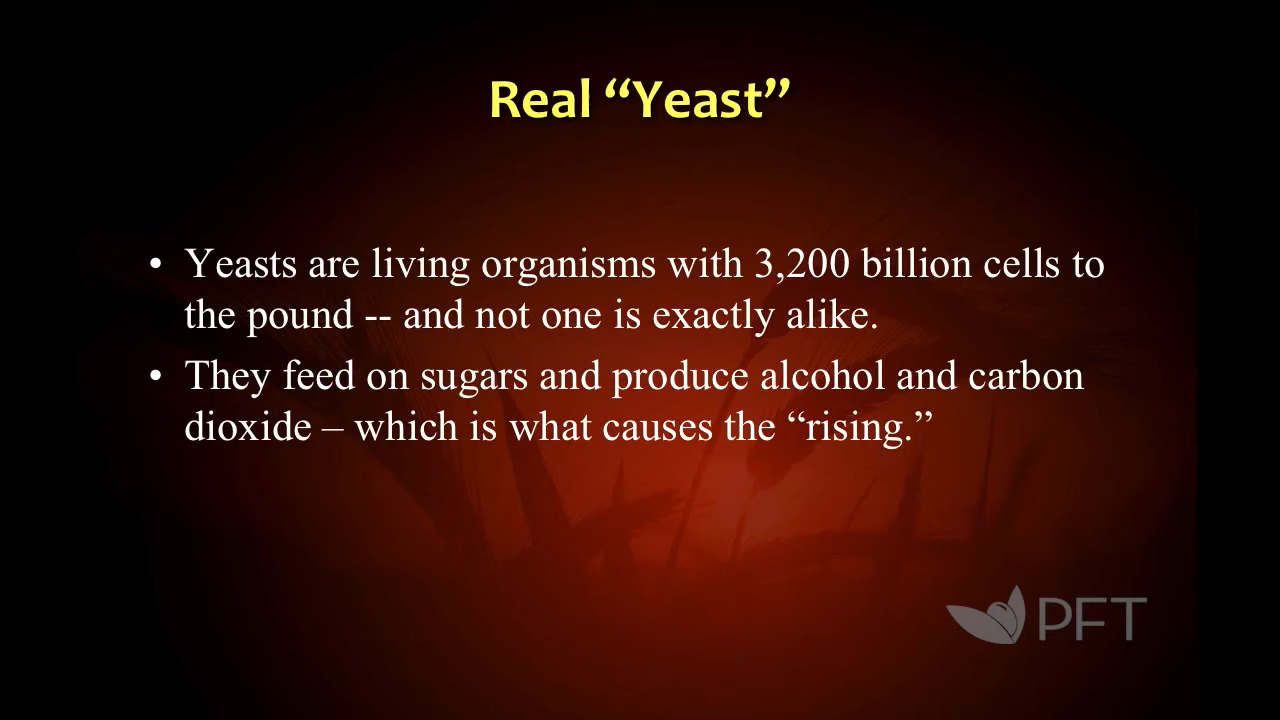 Real “Yeast”
• Yeasts are living organisms with 3,200 billion cells to
the pound -- and not one is exactly alike.
• They feed on sugars and produce alcohol and carbon
dioxide – which is what causes the “rising.”
PFT